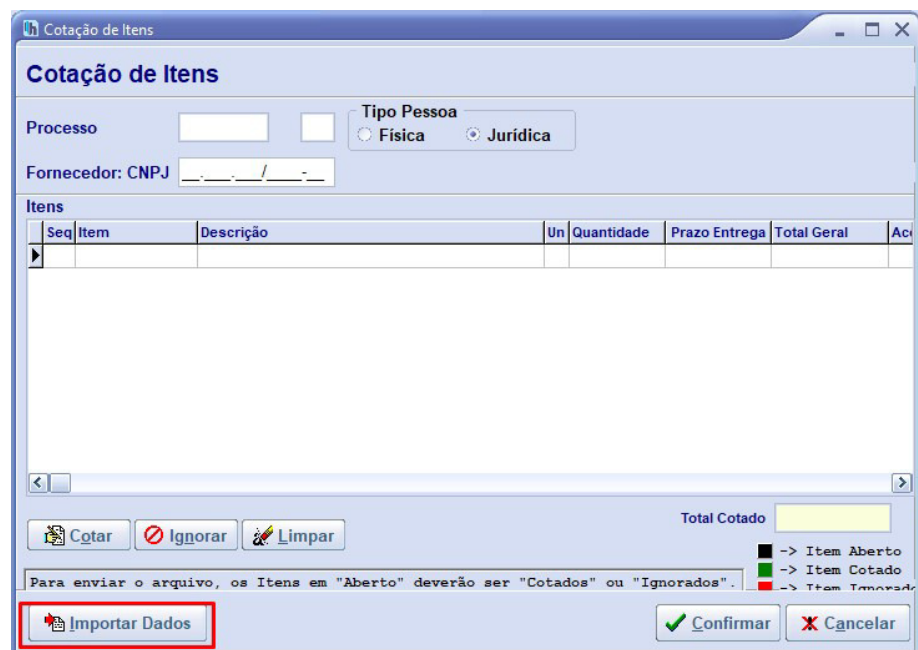 Cotação de Itens
Cotação de Itens
Tipo Pessoa
Processo
Física Jurídica
Fornecedor: CNPJ __.___.___/____-__
Itens
Seq Item Descrição Un Quantidade Prazo Entrega Total Geral
Cotar Ignorar Limpar
Total Cotado
-> Item Aberto
-> Item Cotado
-> Item Ignorado
Para enviar o arquivo, os Itens em "Aberto" deverão ser "Cotados" ou "Ignorados".
Importar Dados Confirmar Cancelar